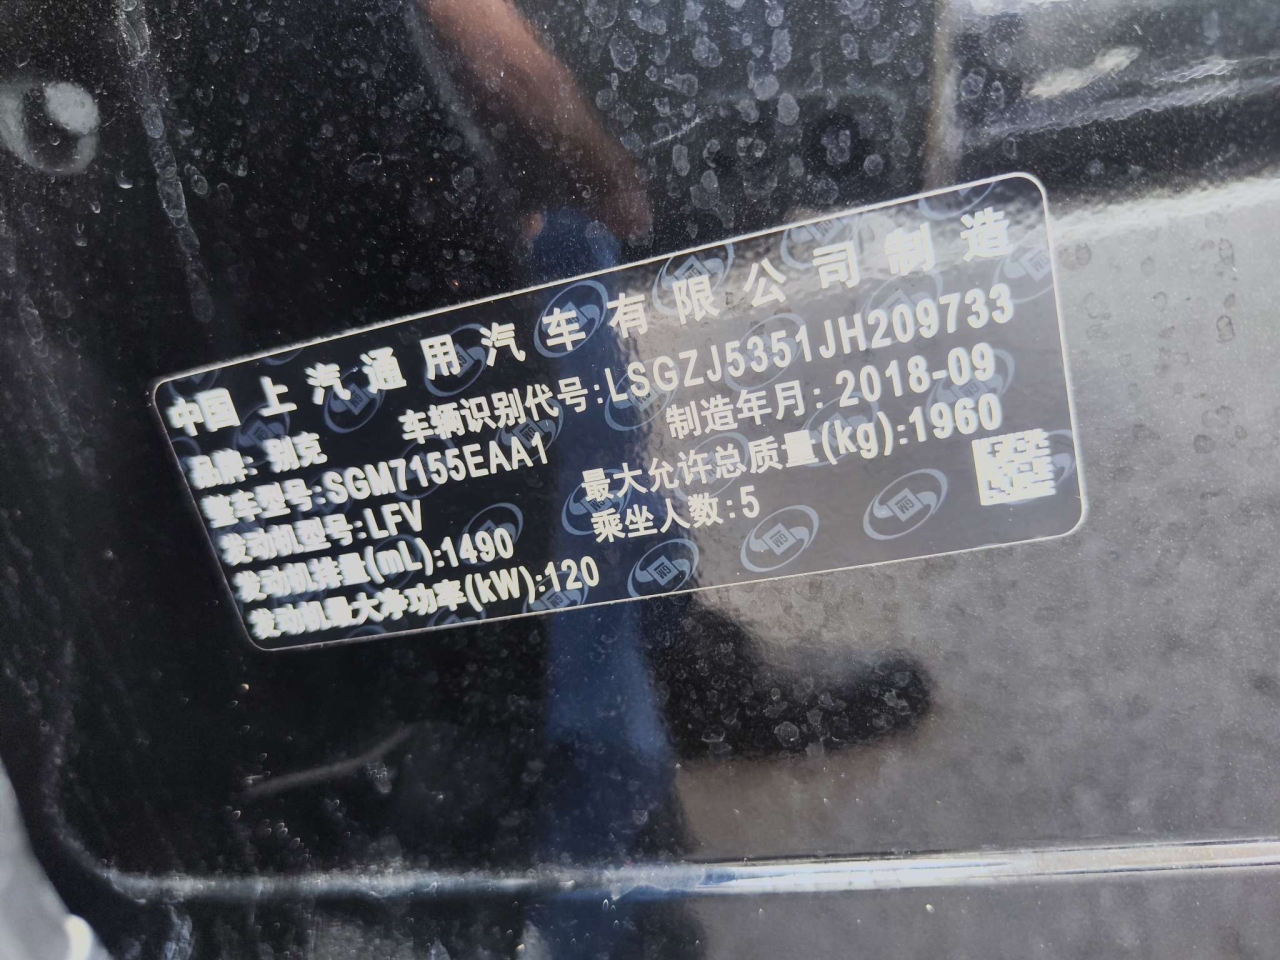 中国上汽通用汽车有限公司制造
品牌: 别克 车辆识别代号:LSGZJ5351JH209733
整车型号:SGM7155EAA1 制造年月: 2018-09
发动机型号:LFV 最大允许总质量(kg):1960
发动机排量(mL):1490 乘坐人数:5
发动机最大净功率(kW):120
GM